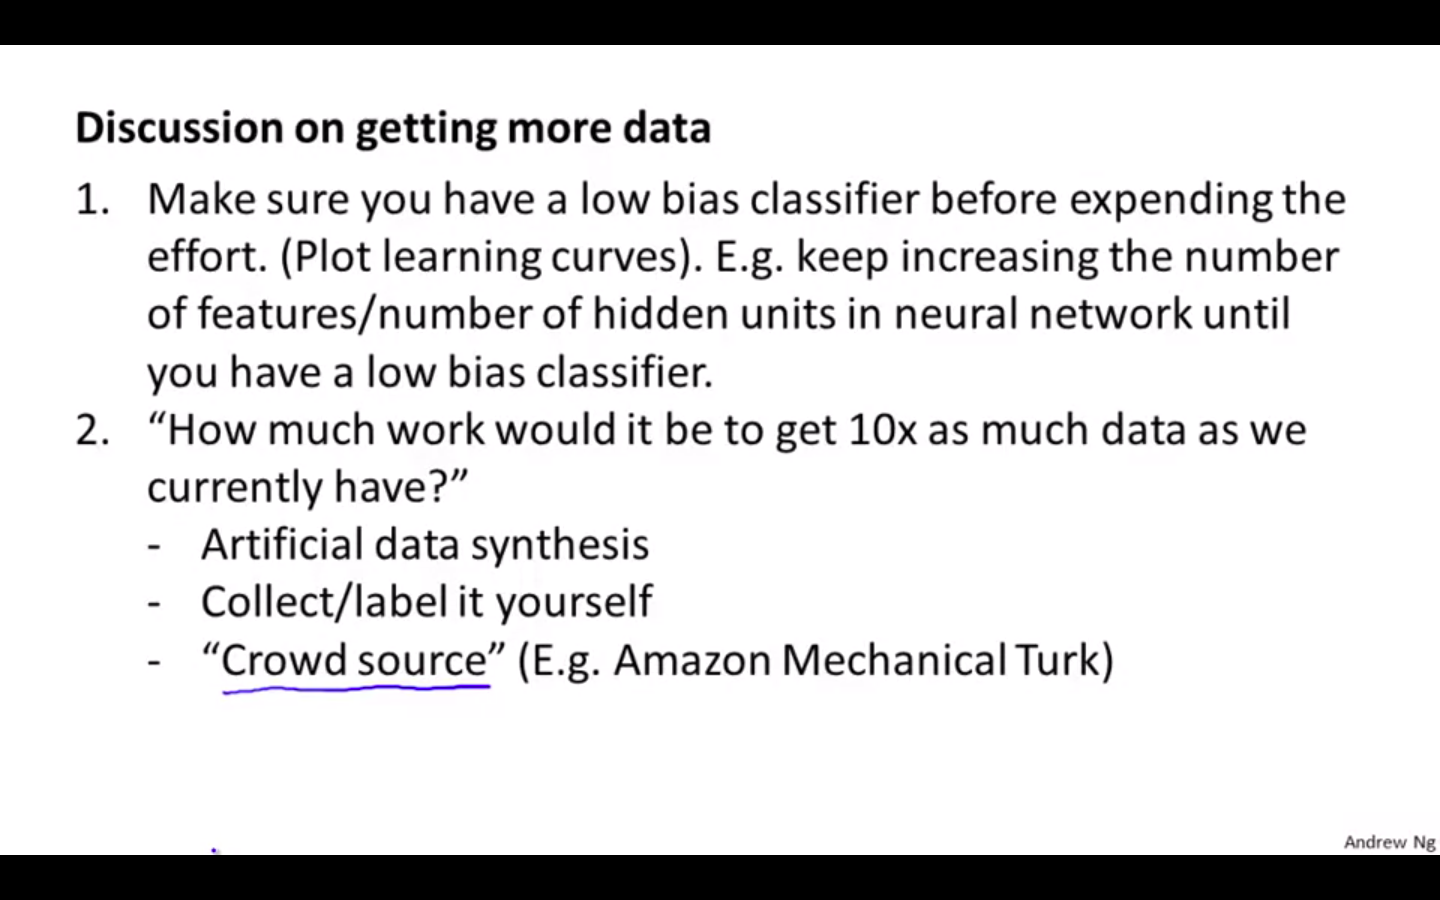 Discussion on getting more data
1. Make sure you have a low bias classifier before expending the
effort. (Plot learning curves). E.g. keep increasing the number
of features/number of hidden units in neural network until
you have a low bias classifier.
2. “How much work would it be to get 10x as much data as we
currently have?”
- Artificial data synthesis
- Collect/label it yourself
- “Crowd source” (E.g. Amazon Mechanical Turk)
Andrew Ng